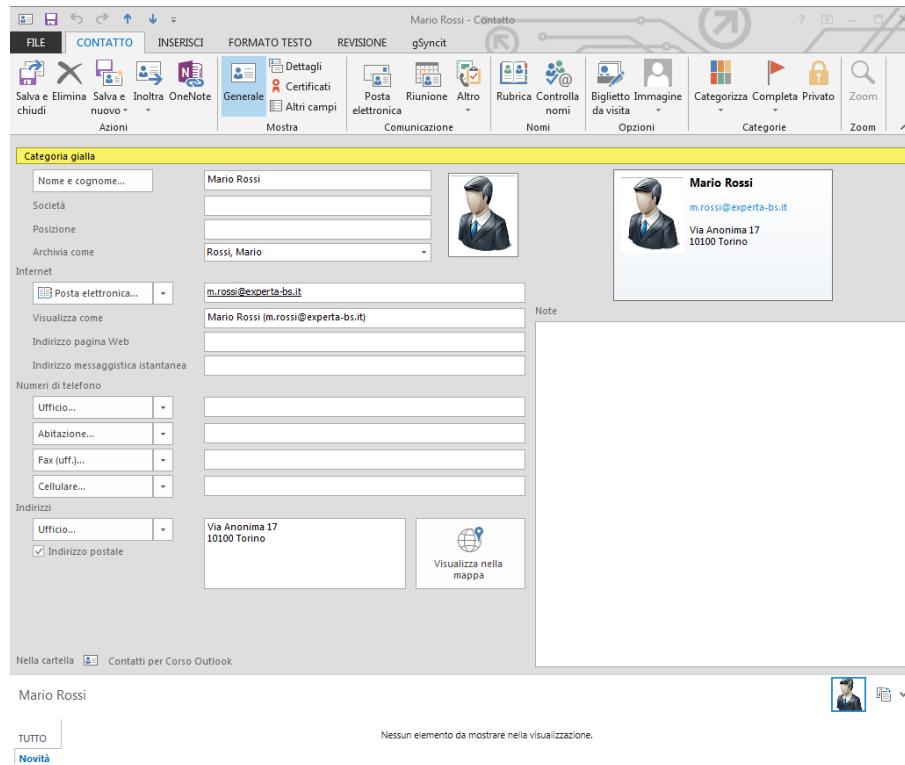 Mario Rossi - Contatto
?
FILE CONTATTO INSERISCI FORMATO TESTO REVISIONE gSyncit
Salva e chiudi Elimina Salva e nuovo Inoltra OneNote
Azioni
Generale Dettagli Certificati Altri campi
Mostra
Posta elettronica Riunione Altro
Comunicazione
Rubrica Controlla nomi
Nomi
Biglietto da visita Immagine
Opzioni
Categorizza Completa Privato
Categorie
Zoom
Zoom
Categoria gialla
Nome e cognome... Mario Rossi
Società
Posizione
Archivia come Rossi, Mario
Internet
Posta elettronica... m.rossi@experta-bs.it
Visualizza come Mario Rossi (m.rossi@experta-bs.it)
Indirizzo pagina Web
Indirizzo messaggistica istantanea
Numeri di telefono
Ufficio...
Abitazione...
Fax (uff.)...
Cellulare...
Indirizzi
Ufficio... Via Anonima 17
10100 Torino
Indirizzo postale
Visualizza nella
mappa
Mario Rossi
m.rossi@experta-bs.it
Via Anonima 17
10100 Torino
Note
Nella cartella Contatti per Corso Outlook
Mario Rossi
TUTTO
Novità
Nessun elemento da mostrare nella visualizzazione.